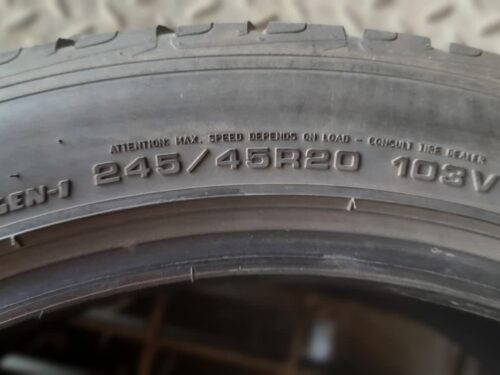 ATTENTION: MAX. SPEED DEPENDS ON LOAD - CONSULT TIRE DEALER
GEN-1 245/45R20 103V